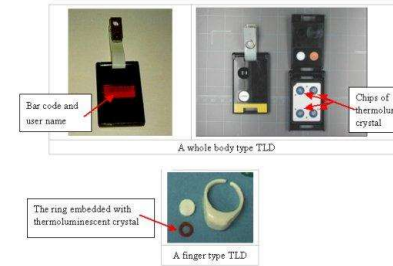 Bar code and
user name
Chips of
crystal
A whole body type TLD
The ring embedded with
thermoluminescent crystal
A finger type TLD